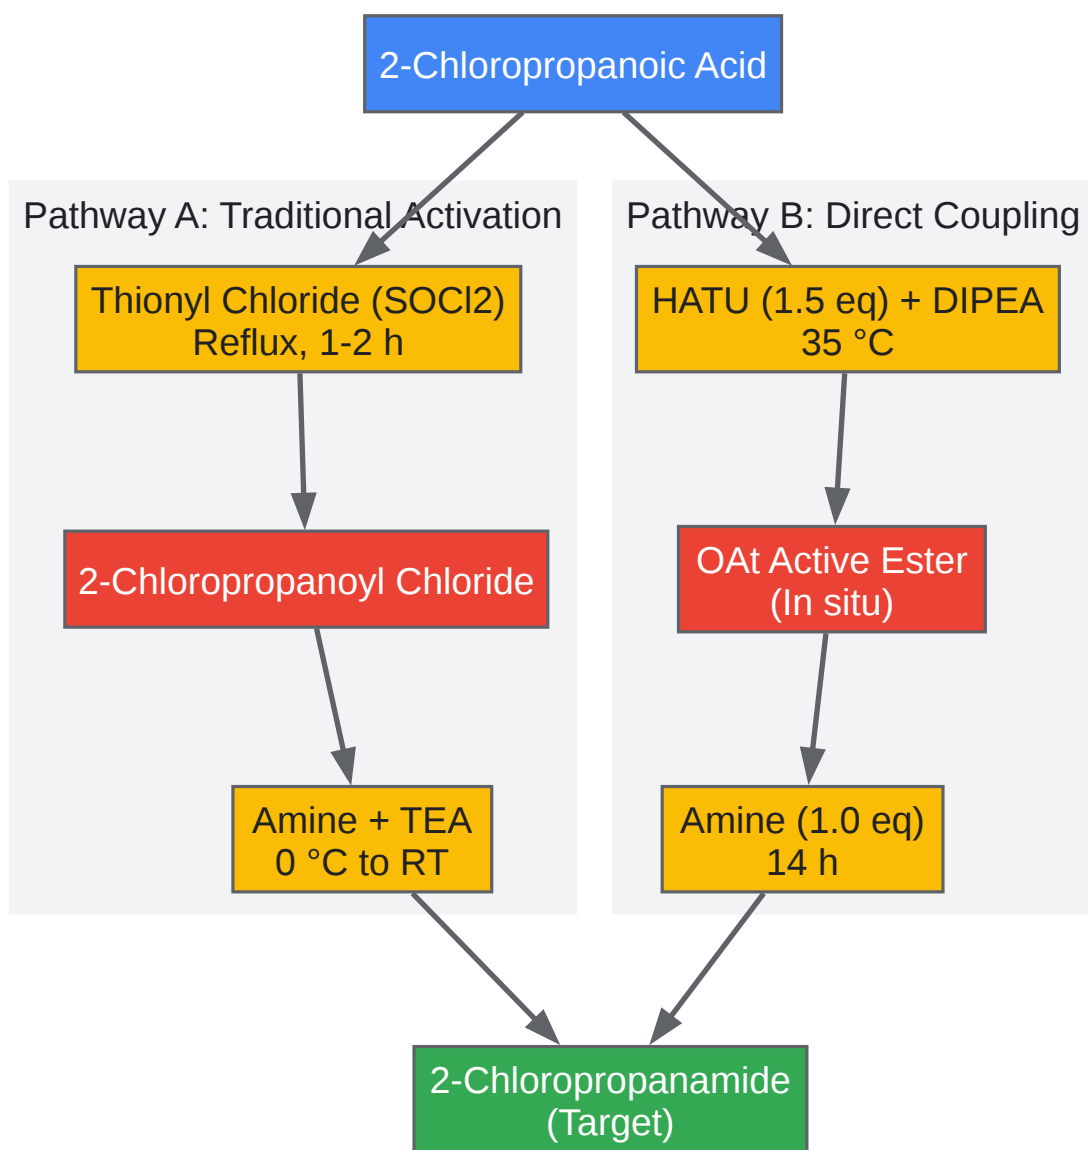 2-Chloropropanoic Acid
Pathway A: Traditional Activation
Thionyl Chloride (SOCl2)
Reflux, 1-2 h
2-Chloropropanoyl Chloride
Amine + TEA
0 °C to RT
Pathway B: Direct Coupling
HATU (1.5 eq) + DIPEA
35 °C
OAt Active Ester
(In situ)
Amine (1.0 eq)
14 h
2-Chloropropanamide
(Target)